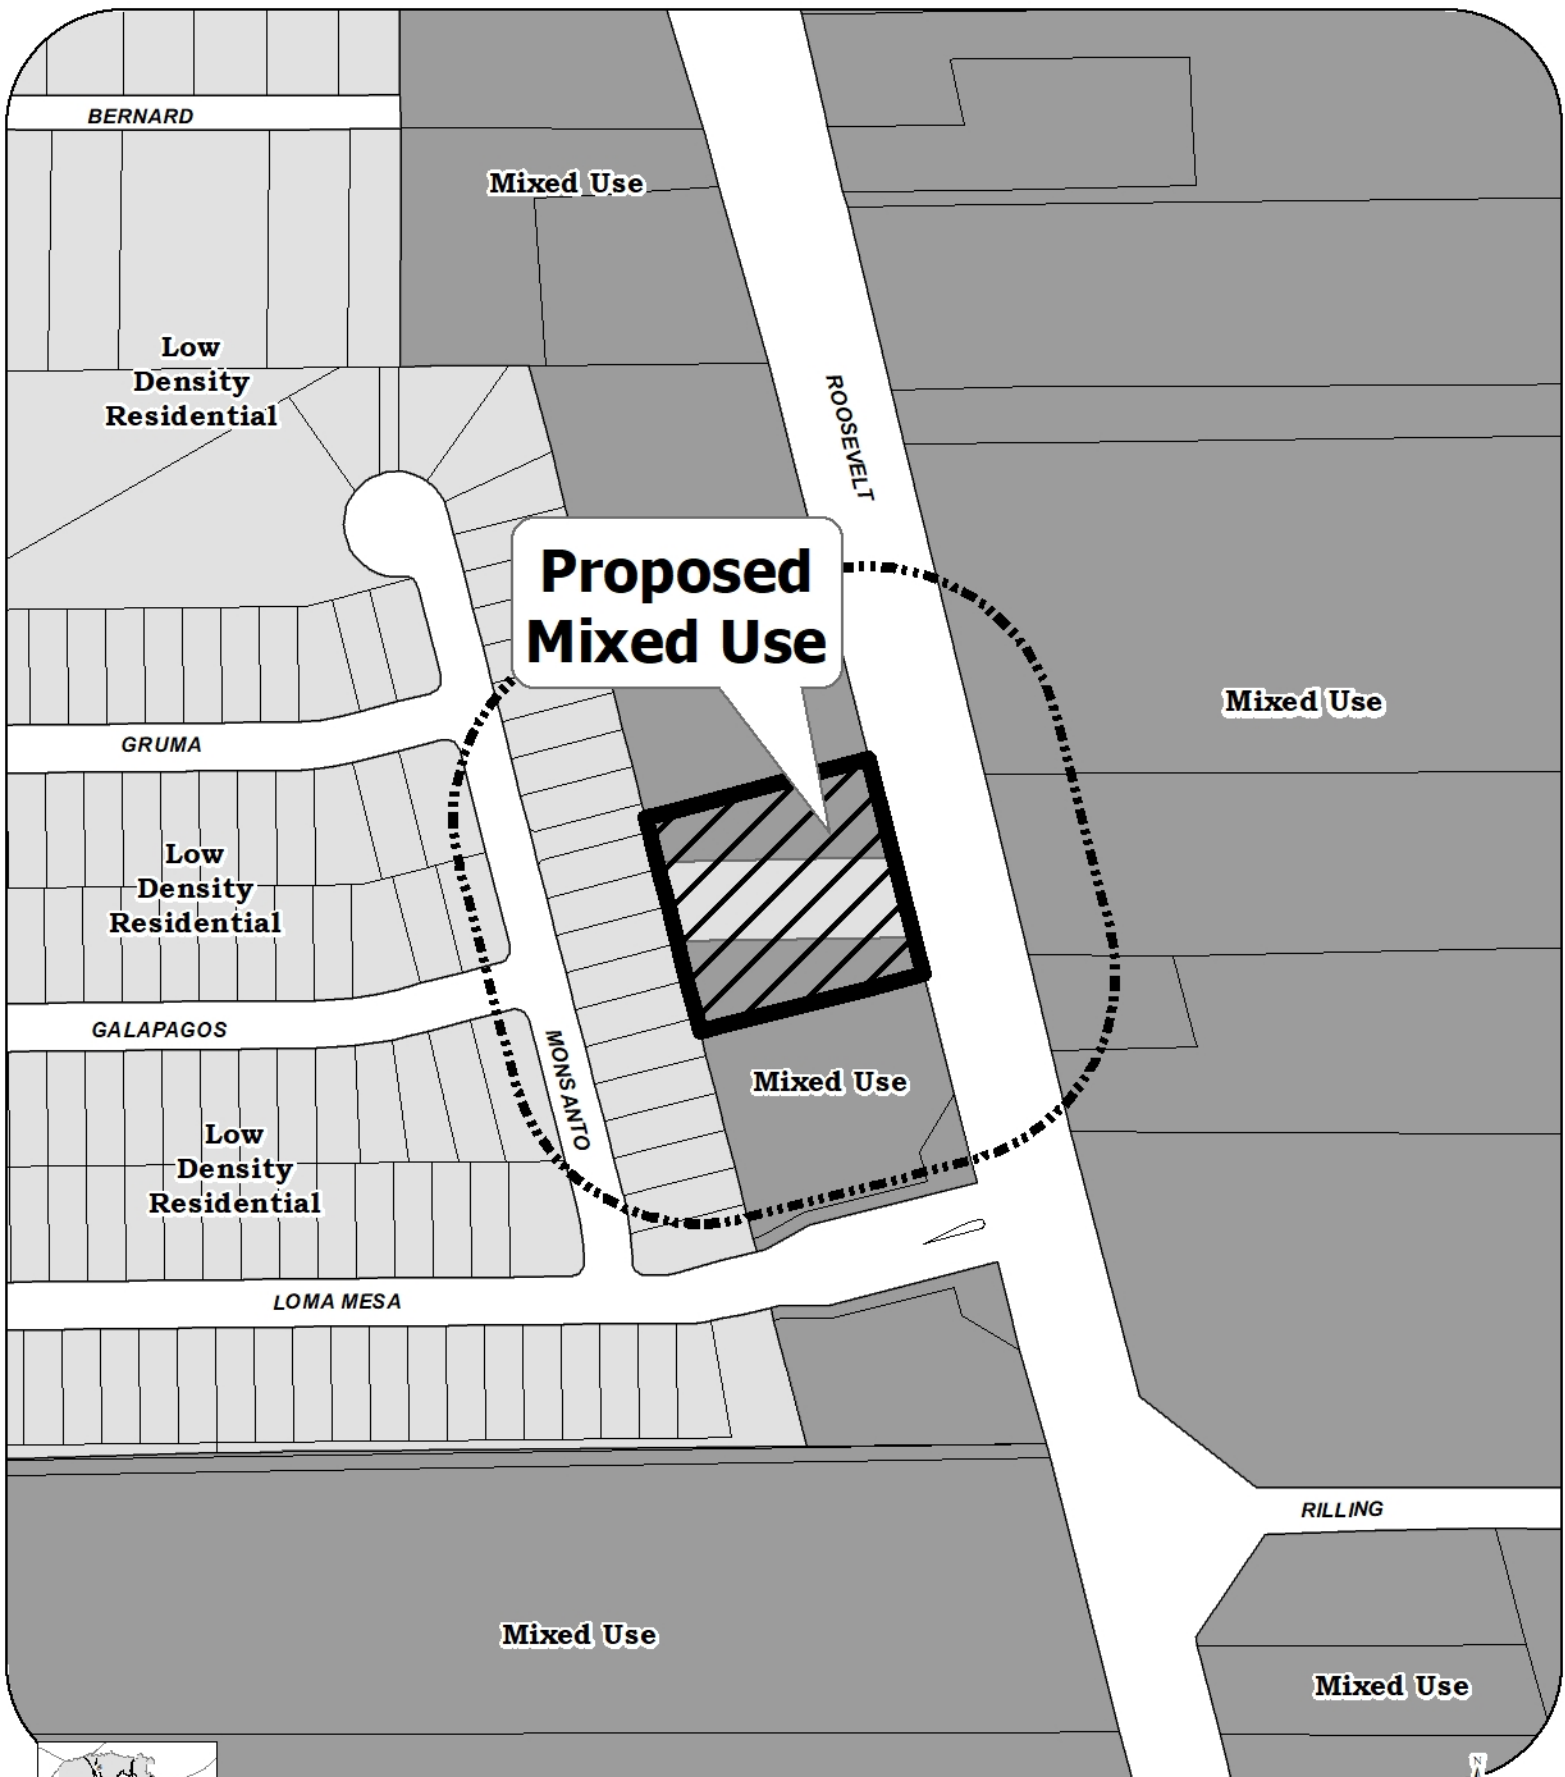 BERNARD
Mixed Use
Low
Density
Residential
ROOSEVELT
Proposed
Mixed Use
Mixed Use
GRUMA
Low
Density
Residential
GALAPAGOS
MONSANTO
Mixed Use
Low
Density
Residential
LOMA MESA
RILLING
Mixed Use
Mixed Use
N